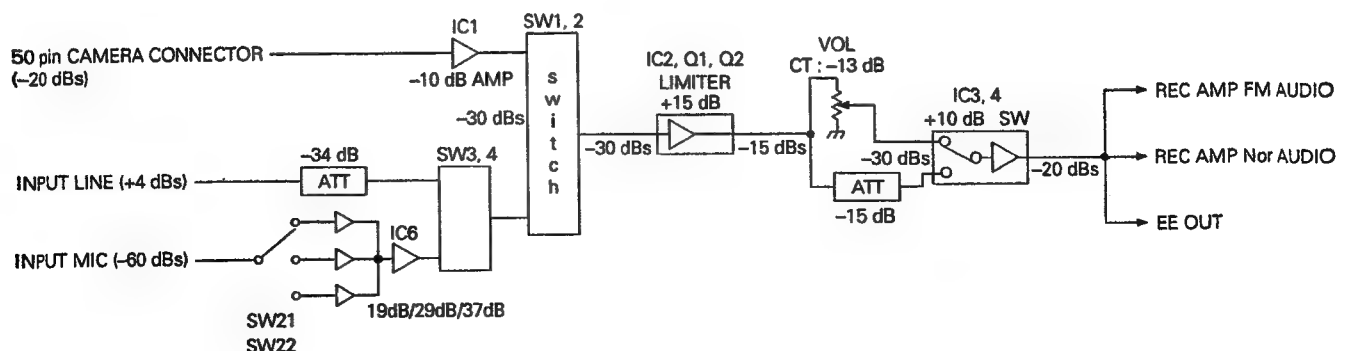 50 pin CAMERA CONNECTOR
(–20 dBs)
IC1
–10 dB AMP
SW1, 2
switch
–30 dBs
INPUT LINE (+4 dBs)
–34 dB
ATT
SW3, 4
INPUT MIC (–60 dBs)
IC6
19dB/29dB/37dB
SW21
SW22
–30 dBs
IC2, Q1, Q2
LIMITER
+15 dB
–15 dBs
VOL
CT : –13 dB
ATT
–15 dB
–30 dBs
IC3, 4
+10 dB SW
–20 dBs
REC AMP FM AUDIO
REC AMP Nor AUDIO
EE OUT